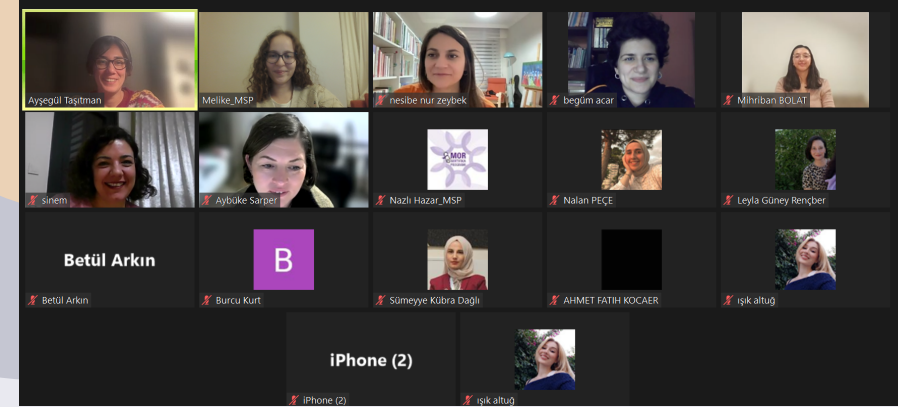 Ayşegül Taşıtman
Melike_MSP
nesibe nur zeybek
begüm acar
Mihriban BOLAT
sinem
Aybüke Sarper
MOR
Nazlı Hazar_MSP
Nalan PEÇE
Leyla Güney Rençber
Betül Arkın
Betül Arkın
B
Burcu Kurt
Sümeyye Kübra Dağlı
AHMET FATIH KOCAER
ışık altuğ
iPhone (2)
iPhone (2)
ışık altuğ